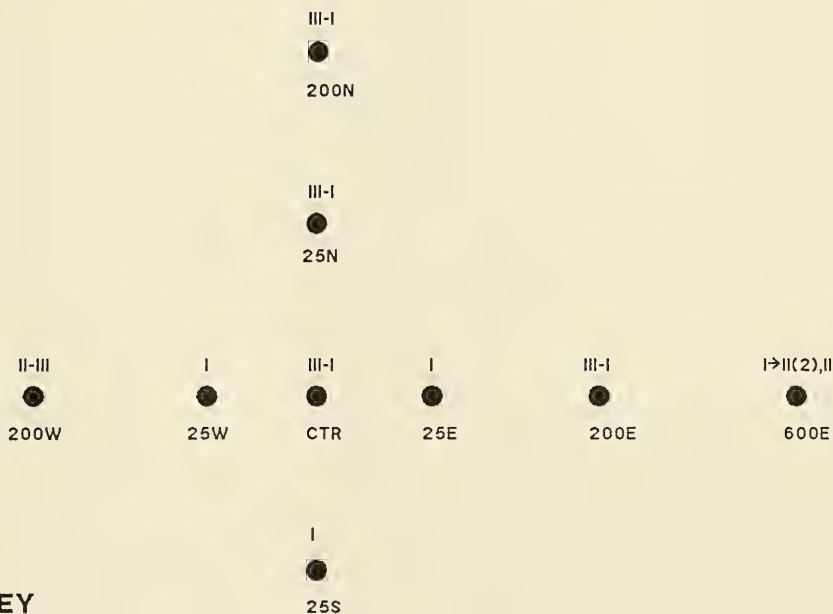 III-I
200N
III-I
25N
II-III I III-I I III-I I→II(2),II
200W 25W CTR 25E 200E 600E
I
25S
EY